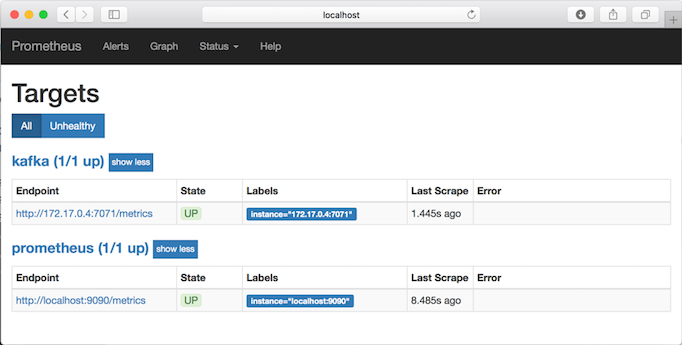 localhost
Prometheus Alerts Graph Status Help
Targets
All Unhealthy
kafka (1/1 up) show less
Endpoint State Labels Last Scrape Error
http://172.17.0.4:7071/metrics UP instance="172.17.0.4:7071" 1.445s ago
prometheus (1/1 up) show less
Endpoint State Labels Last Scrape Error
http://localhost:9090/metrics UP instance="localhost:9090" 8.485s ago